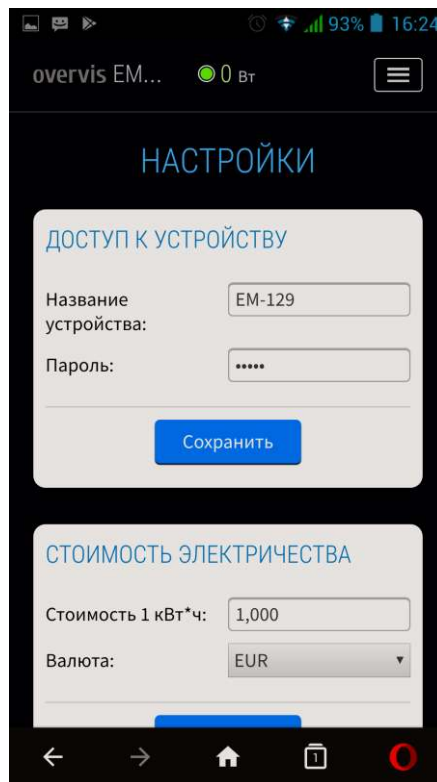 93% 16:24
overvis EM... 0 Вт
НАСТРОЙКИ
ДОСТУП К УСТРОЙСТВУ
Название
устройства:
EM-129
Пароль: •••••
Сохранить
СТОИМОСТЬ ЭЛЕКТРИЧЕСТВА
Стоимость 1 кВт*ч: 1,000
Валюта: EUR
1